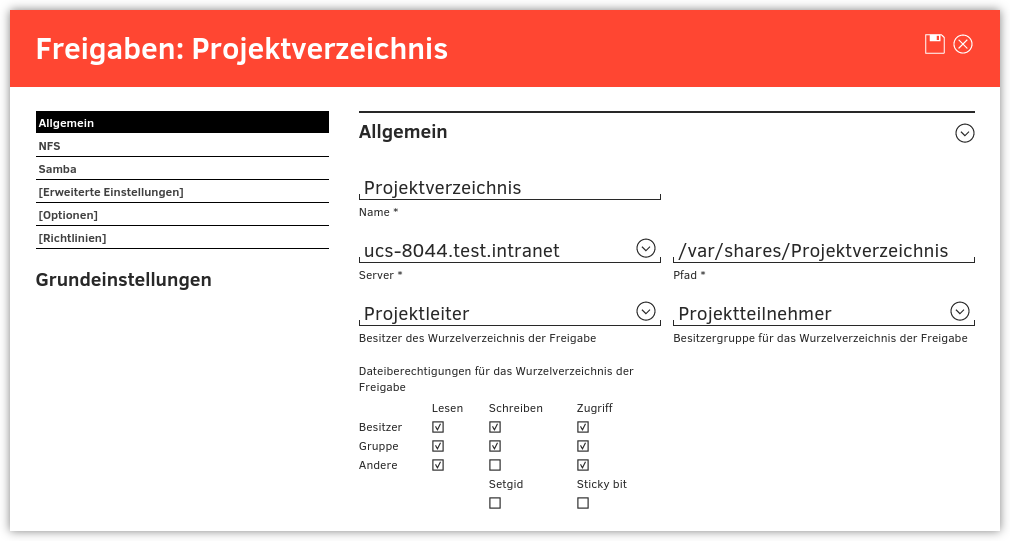 Freigaben: Projektverzeichnis
Allgemein
NFS
Samba
[Erweiterte Einstellungen]
[Optionen]
[Richtlinien]
Grundeinstellungen
Allgemein
Projektverzeichnis
Name *
ucs-8044.test.intranet
Server *
/var/shares/Projektverzeichnis
Pfad *
Projektleiter
Besitzer des Wurzelverzeichnis der Freigabe
Projektteilnehmer
Besitzergruppe für das Wurzelverzeichnis der Freigabe
Dateiberechtigungen für das Wurzelverzeichnis der
Freigabe
Lesen Schreiben Zugriff
Besitzer
Gruppe
Andere
Setgid Sticky bit